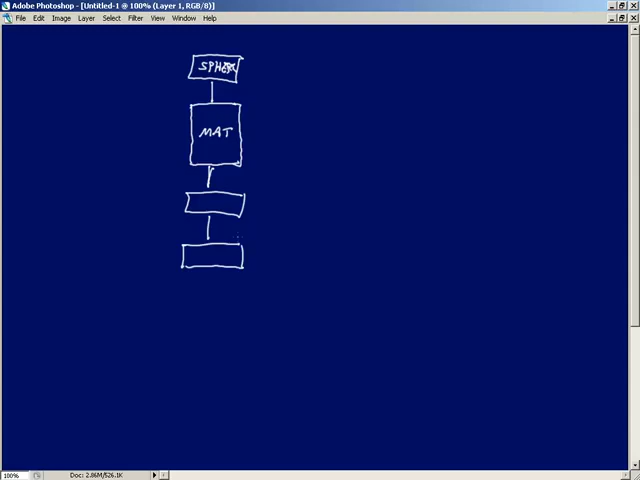 Adobe Photoshop - [Untitled-1 @ 100% (Layer 1, RGB/8)]
File Edit Image Layer Select Filter View Window Help
SPHERE
MAT
100% Doc: 2.86M/526.1K